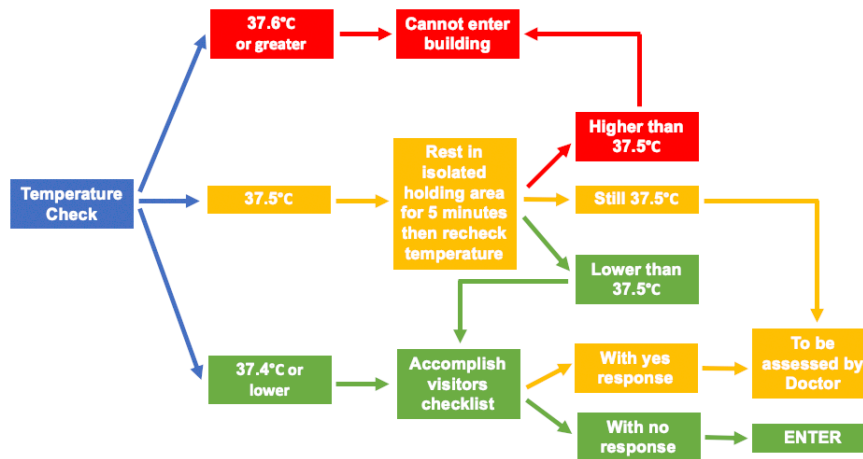 Temperature
Check
37.6°C
or greater
Cannot enter
building
37.5°C
Rest in
isolated
holding area
for 5 minutes
then recheck
temperature
Higher than
37.5°C
Still 37.5°C
Lower than
37.5°C
37.4°C or
lower
Accomplish
visitors
checklist
With yes
response
To be
assessed by
Doctor
With no
response
ENTER